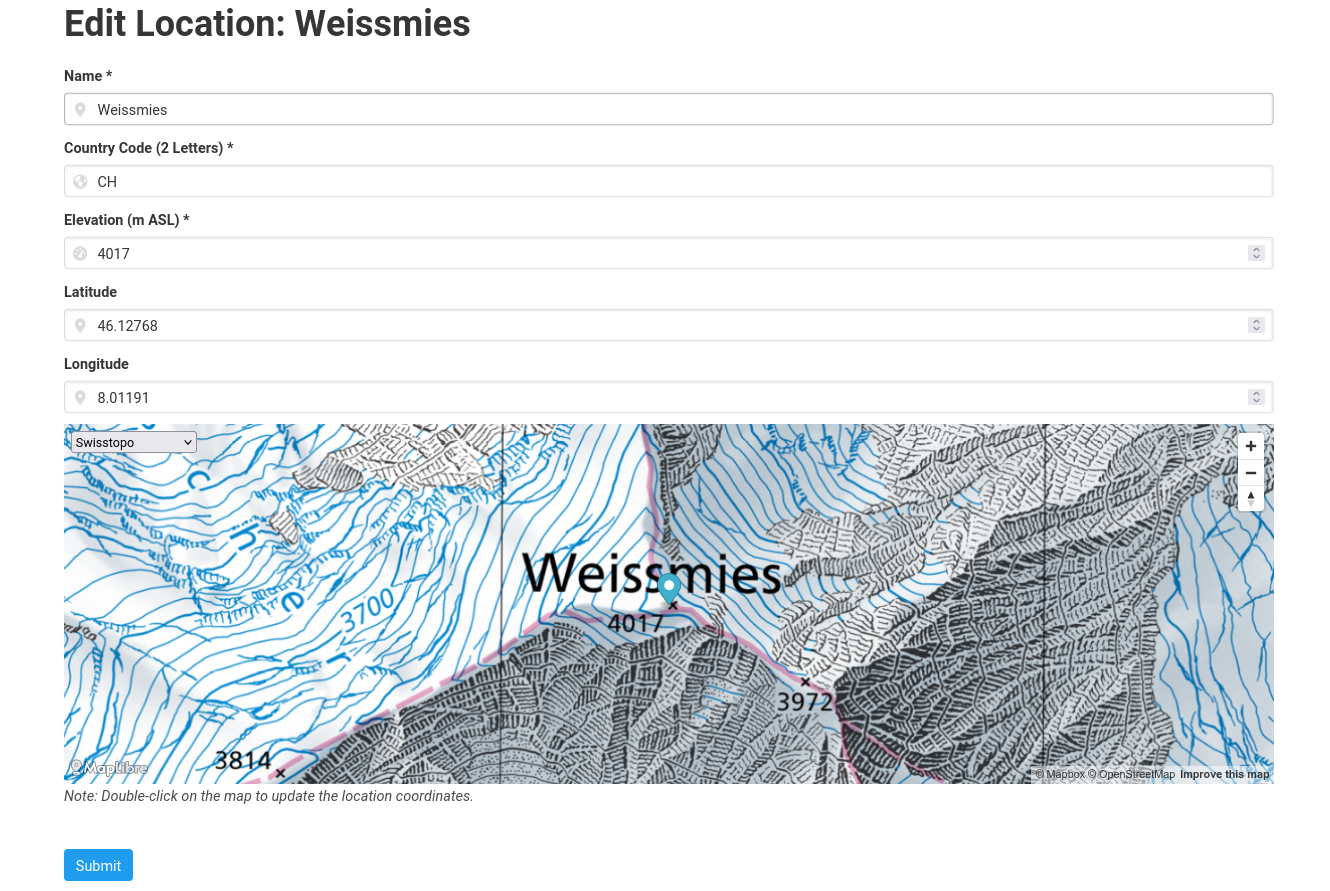 Edit Location: Weissmies
Name *
Weissmies
Country Code (2 Letters) *
CH
Elevation (m ASL) *
4017
Latitude
46.12768
Longitude
8.01191
Swisstopo
Weissmies
3700
4017
3972
3814
MapLibre
© Mapbox © OpenStreetMap Improve this map
Note: Double-click on the map to update the location coordinates.
Submit